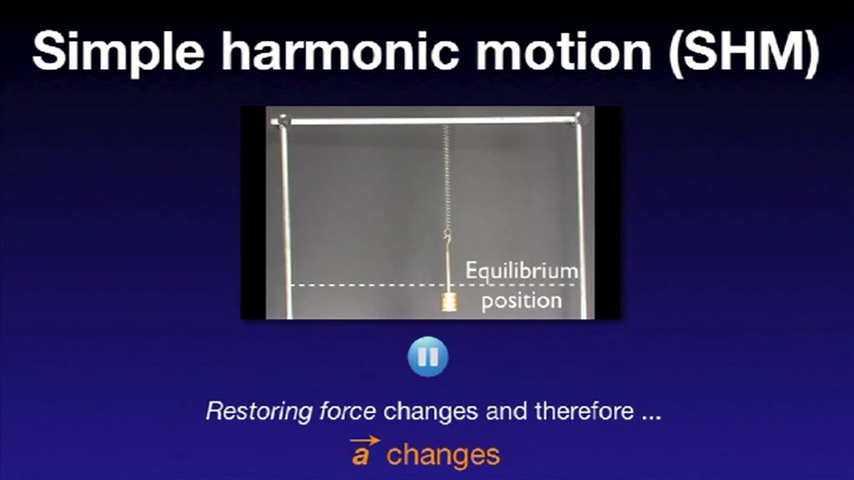 Simple harmonic motion (SHM)
Equilibrium
position
Restoring force changes and therefore ...
a changes